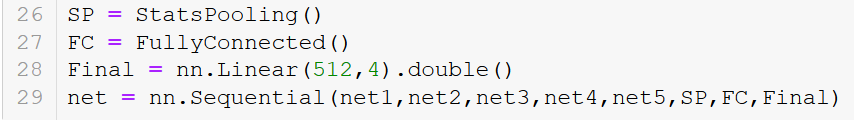 26 SP = StatsPooling()
27 FC = FullyConnected()
28 Final = nn.Linear(512,4).double()
29 net = nn.Sequential(net1,net2,net3,net4,net5,SP,FC,Final)